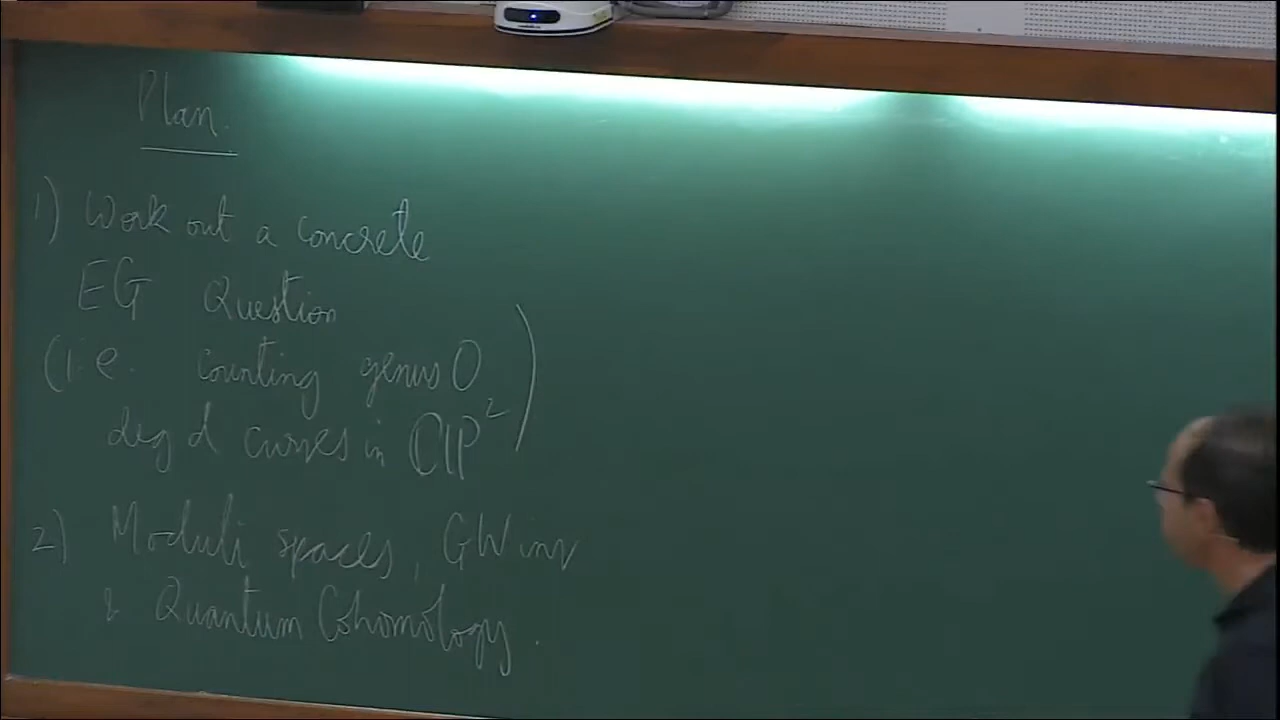 Plan.
1) Work out a concrete
EG Question
(i.e. counting genus 0
deg d curves in ℂℙ²)
2) Moduli spaces, GW inv
& Quantum Cohomology.